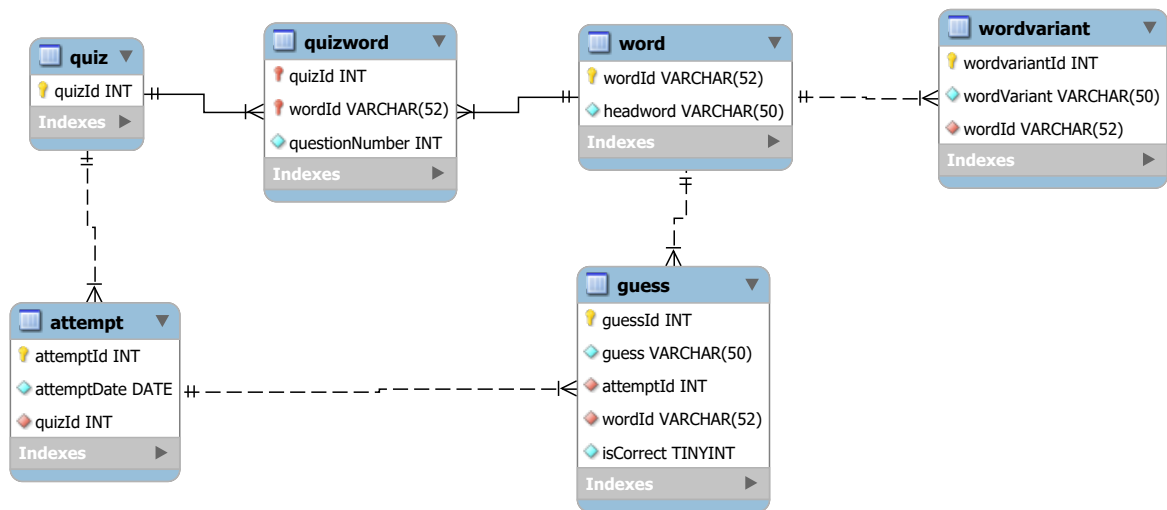 quiz
quizId INT
Indexes
quizword
quizId INT
wordId VARCHAR(52)
questionNumber INT
Indexes
word
wordId VARCHAR(52)
headword VARCHAR(50)
Indexes
wordvariant
wordvariantId INT
wordVariant VARCHAR(50)
wordId VARCHAR(52)
Indexes
attempt
attemptId INT
attemptDate DATE
quizId INT
Indexes
guess
guessId INT
guess VARCHAR(50)
attemptId INT
wordId VARCHAR(52)
isCorrect TINYINT
Indexes